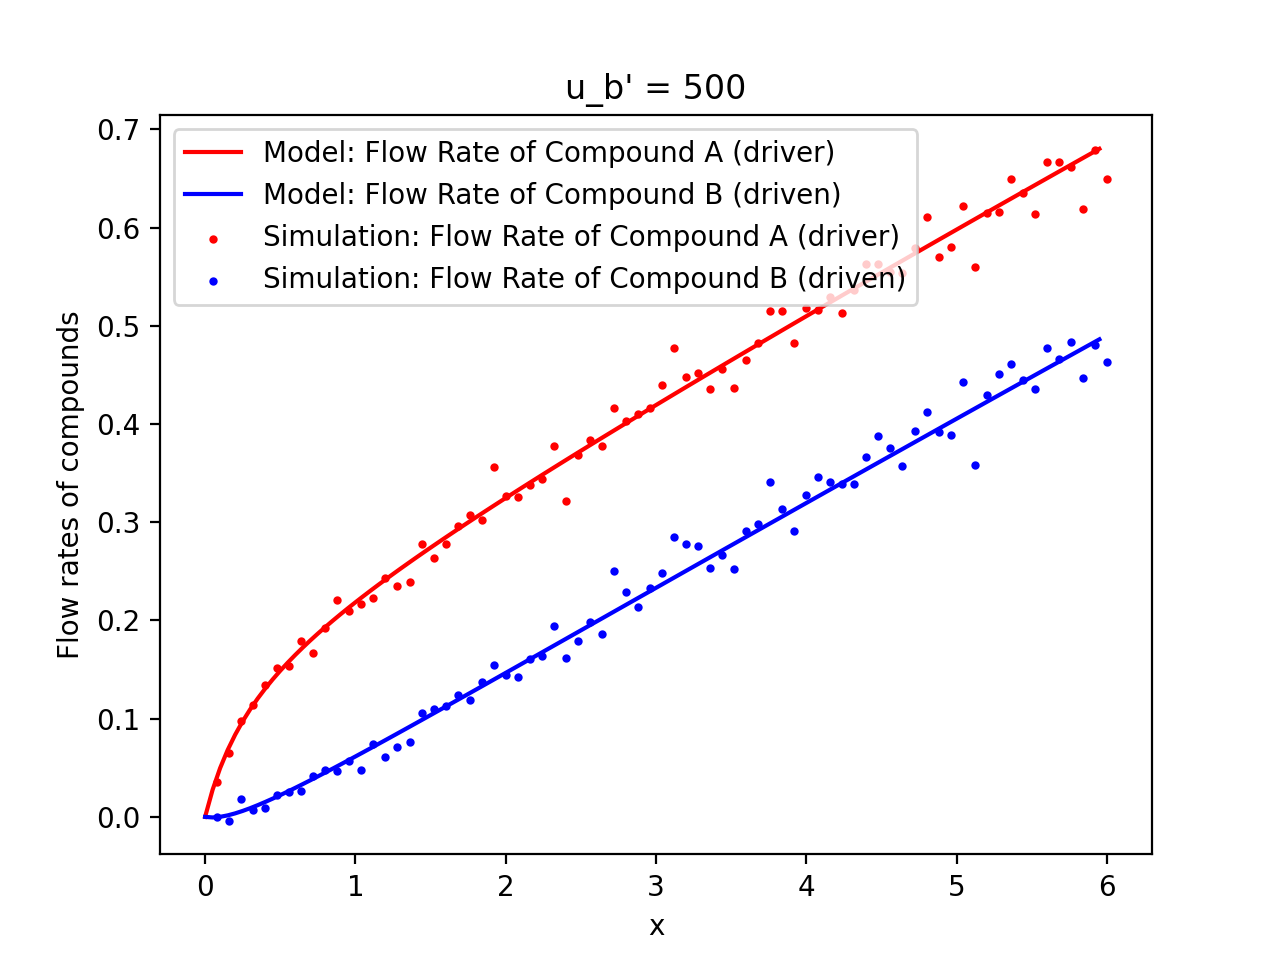 u_b' = 500
Model: Flow Rate of Compound A (driver)
Model: Flow Rate of Compound B (driven)
Simulation: Flow Rate of Compound A (driver)
Simulation: Flow Rate of Compound B (driven)
Flow rates of compounds
0.7
0.6
0.5
0.4
0.3
0.2
0.1
0.0
0 1 2 3 4 5 6
x